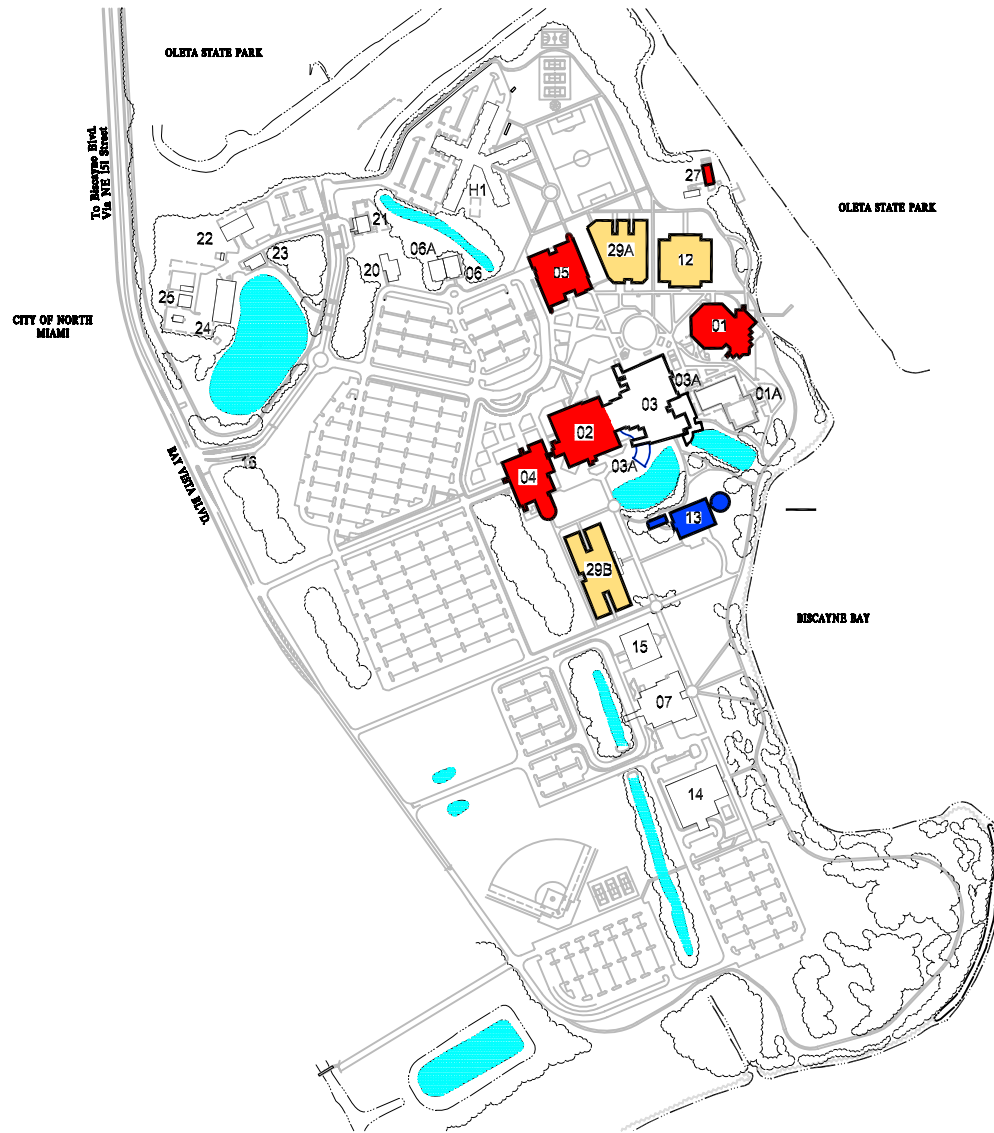 OLETA STATE PARK
To Biscayne Blvd.
Via NE 151 Street
27
H1
OLETA STATE PARK
21
22
06A
29A
23
12
20
06
05
25
CITY OF NORTH
MIAMI
24
01
03A
01A
03
02
16
03A
04
BAY VISTA BLVD.
13
29B
BISCAYNE BAY
15
07
14